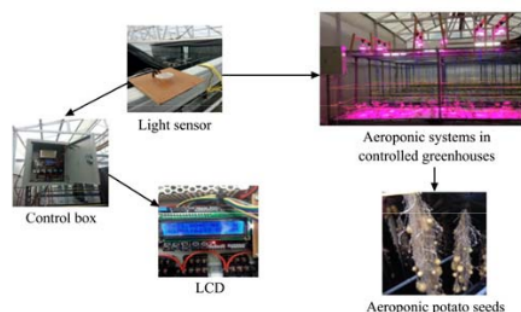 Light sensor
Aeroponic systems in
controlled greenhouses
Control box
LCD
Aeroponic potato seeds